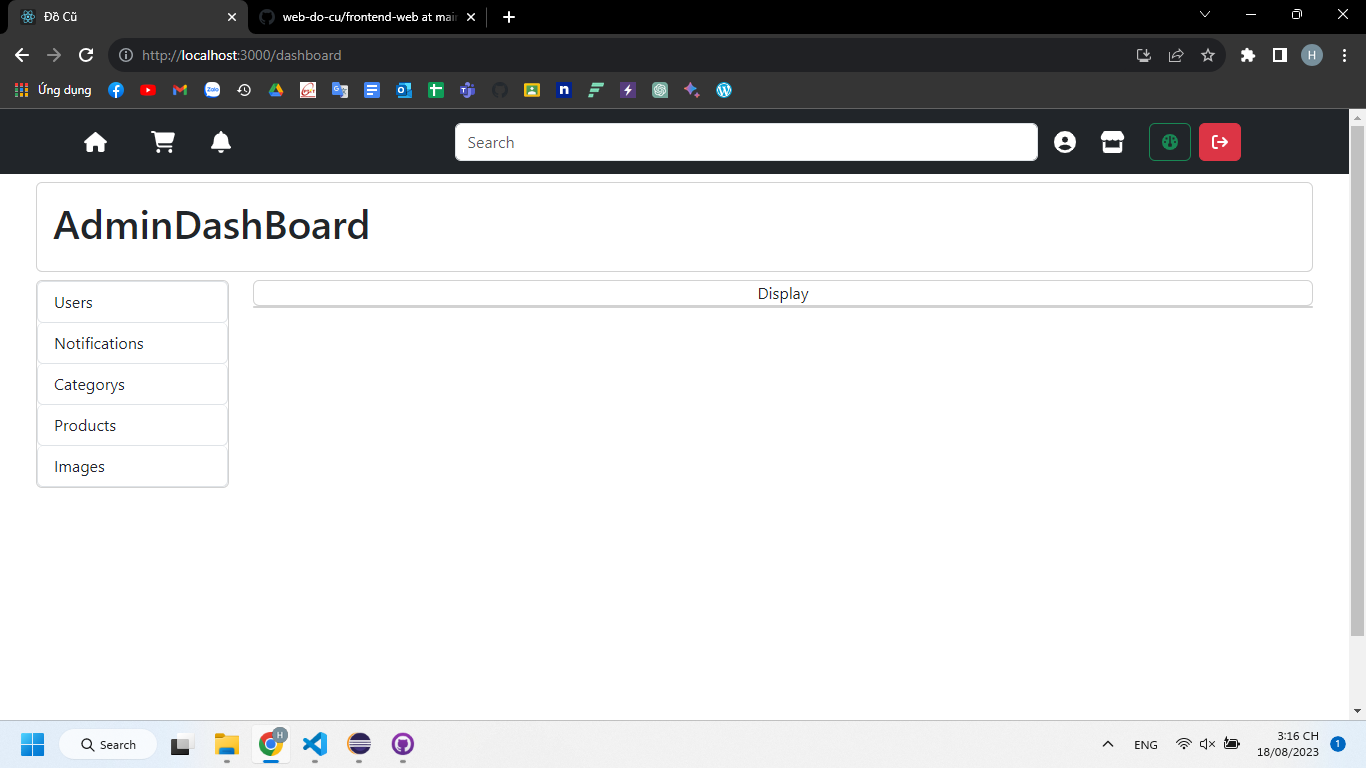 Đồ Cũ
web-do-cu/frontend-web at mai
http://localhost:3000/dashboard
H
Ứng dụng
Zalo
n
Search
AdminDashBoard
Users
Notifications
Categorys
Products
Images
Display
Search
H
ENG
3:16 CH
18/08/2023
1